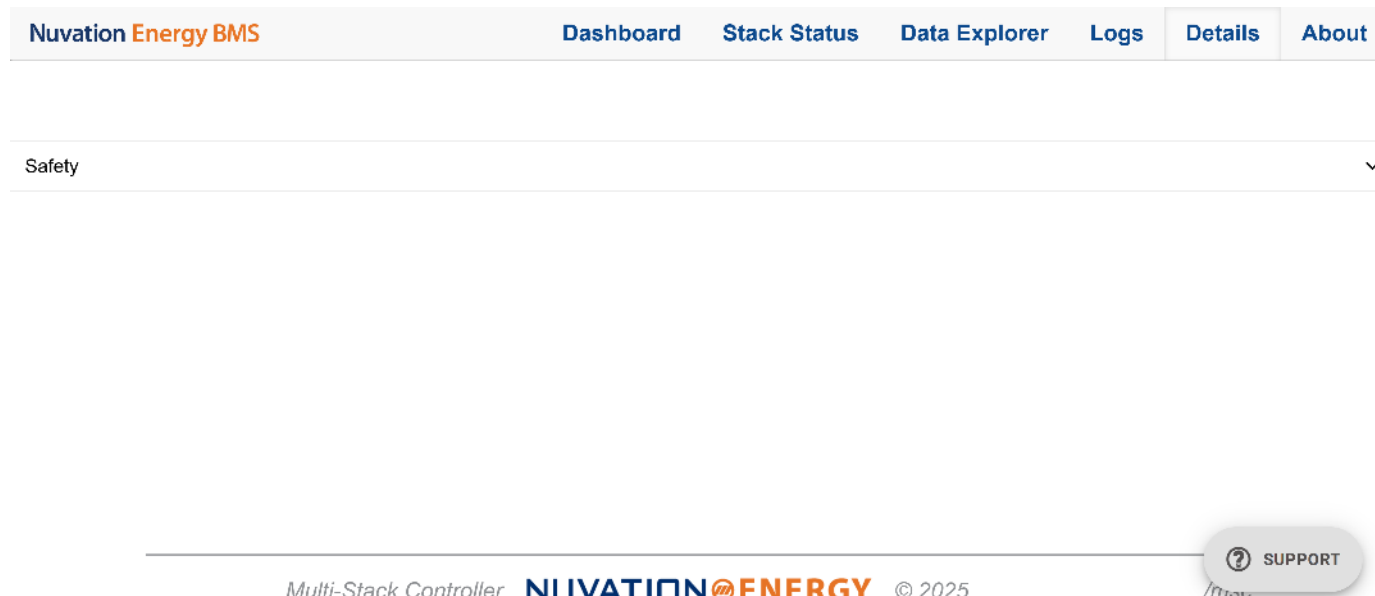 Nuvation Energy BMS Dashboard Stack Status Data Explorer Logs Details About
Safety
SUPPORT
Multi-Stack Controller NUVATION ENERGY © 2025